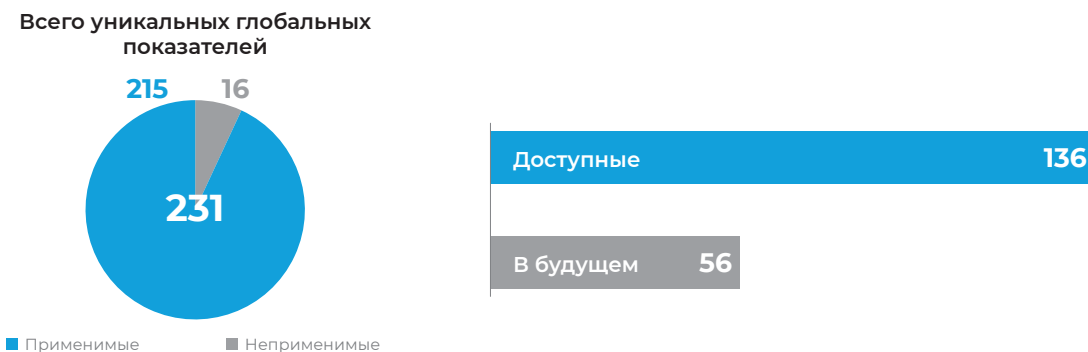 Всего уникальных глобальных
показателей
215
16
231
Применимые
Неприменимые
Доступные
136
В будущем
56